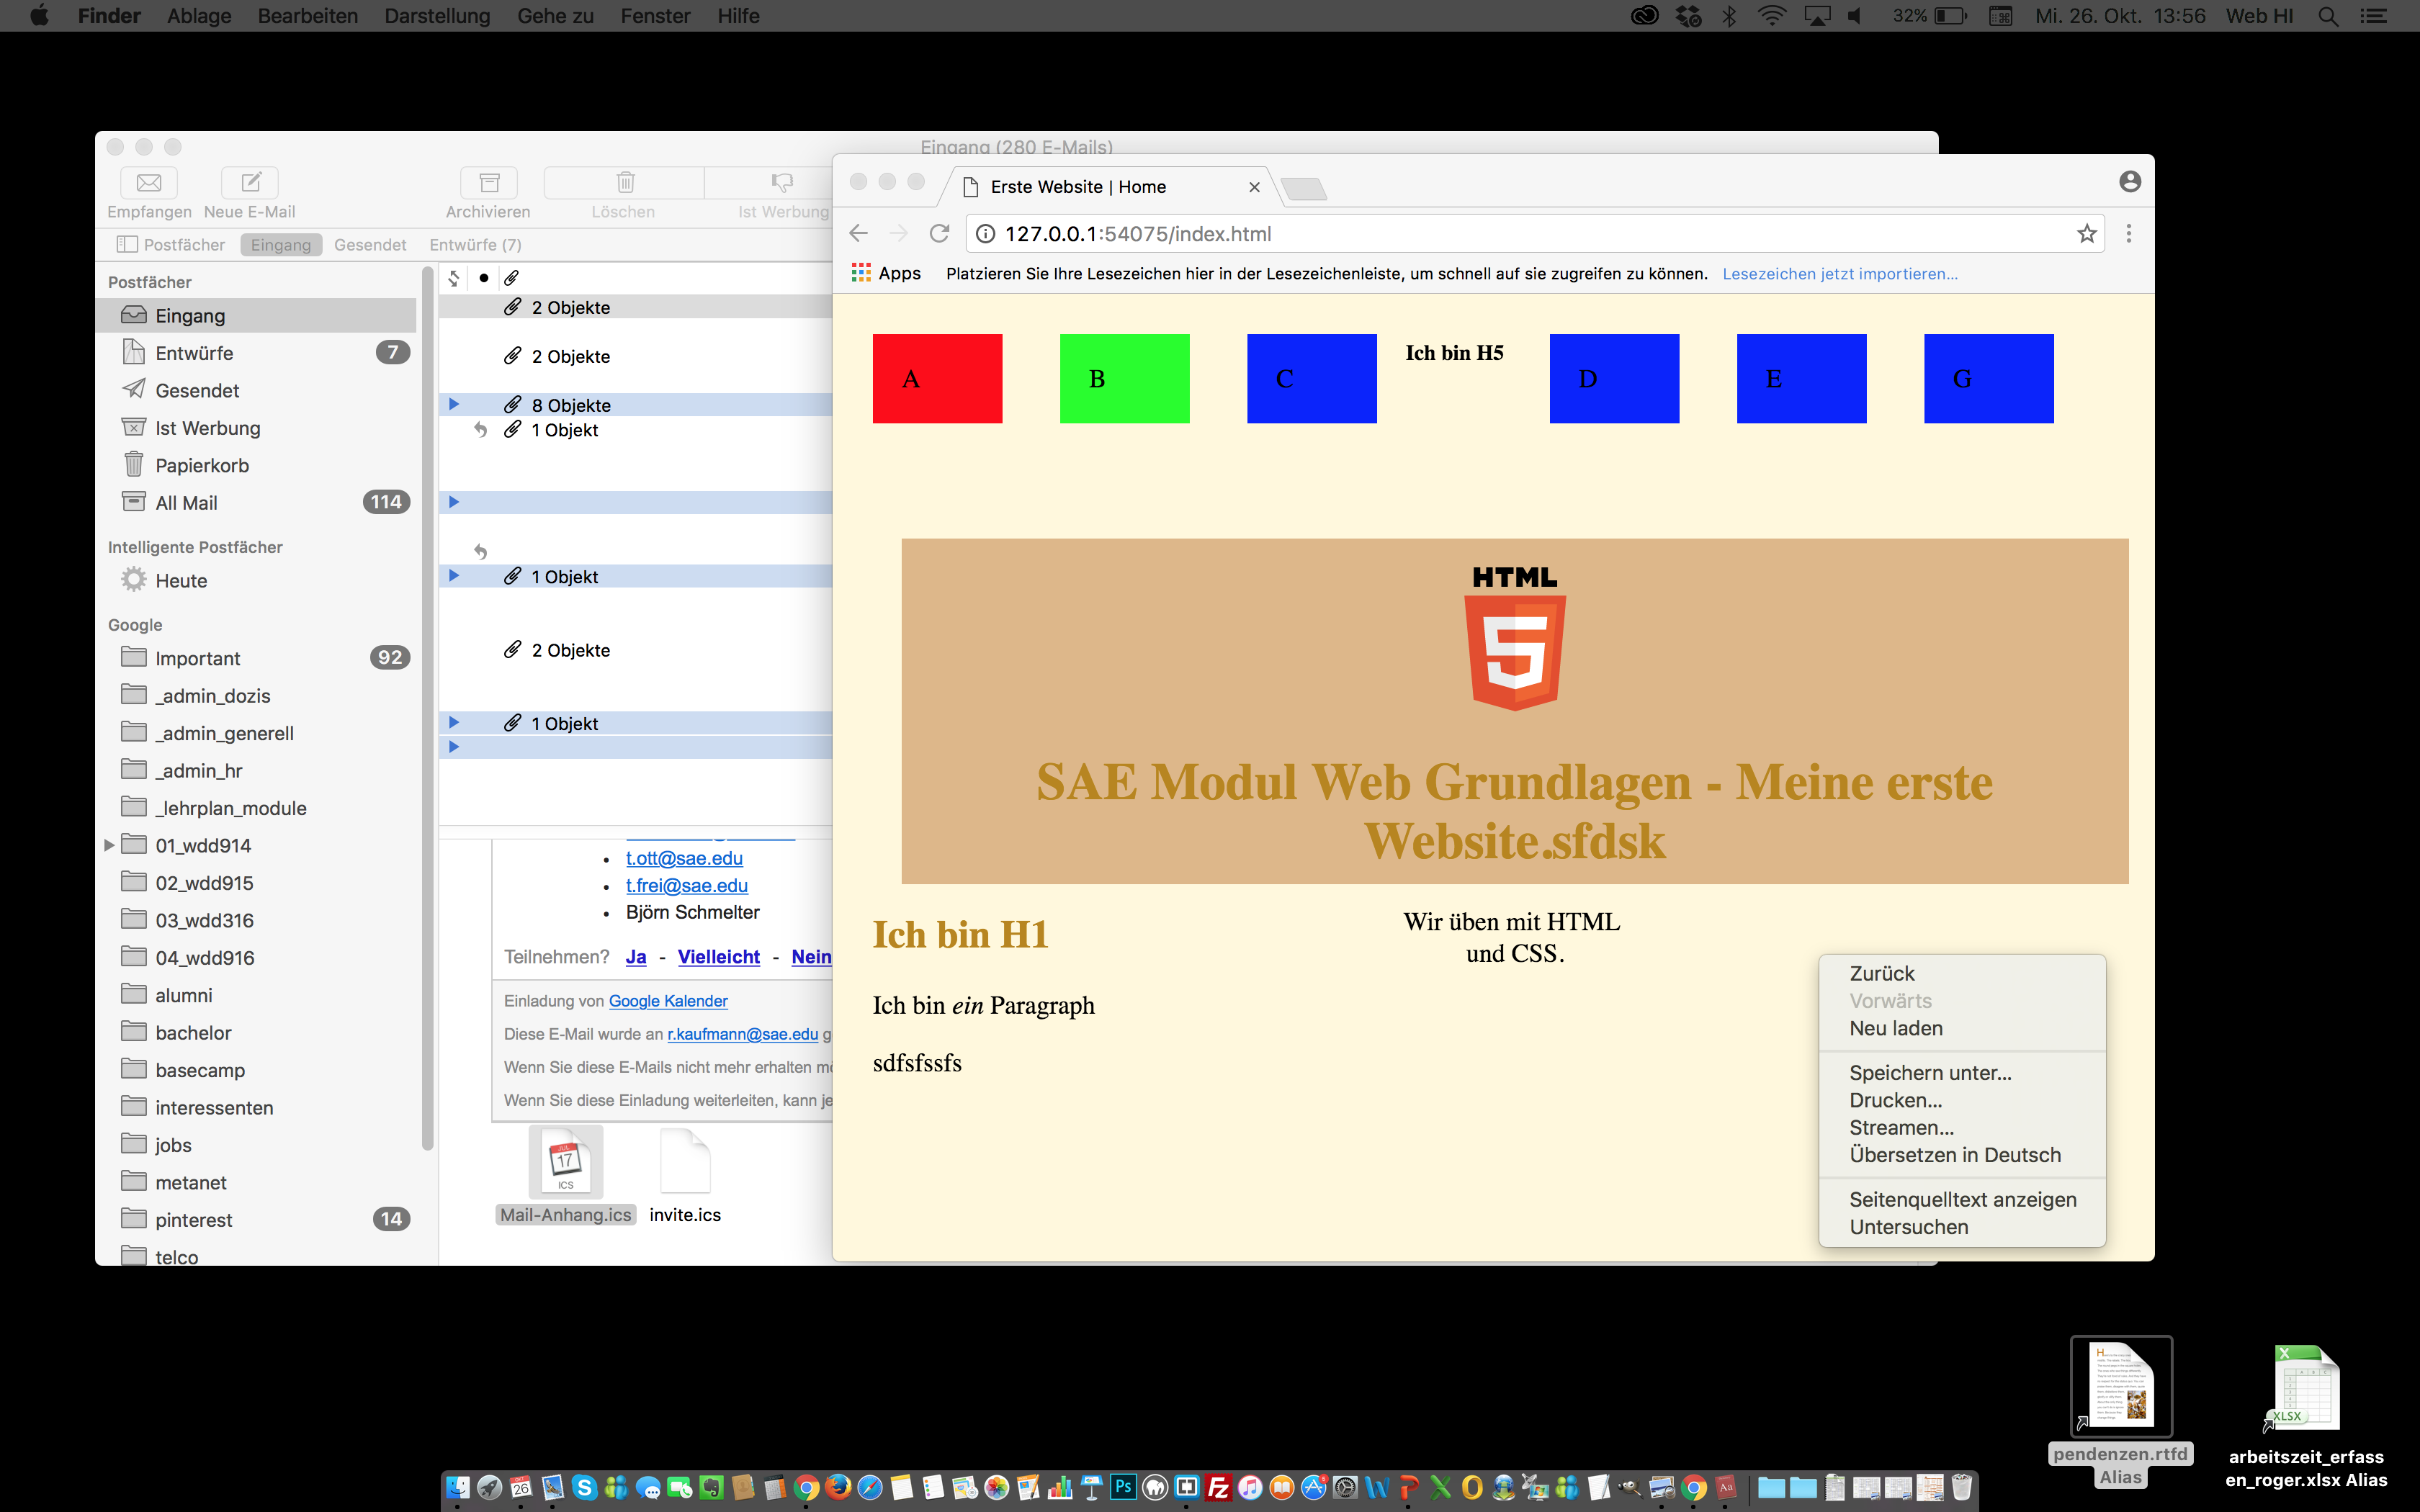 Finder Ablage Bearbeiten Darstellung Gehe zu Fenster Hilfe
32% Mi. 26. Okt. 13:56 Web HI
Eingang (280 E-Mails)
Empfangen Neue E-Mail Archivieren Löschen Ist Werbung
Postfächer Eingang Gesendet Entwürfe (7)
Postfächer
Eingang
Entwürfe 7
Gesendet
Ist Werbung
Papierkorb
All Mail 114
Intelligente Postfächer
Heute
Google
Important 92
_admin_dozis
_admin_generell
_admin_hr
_lehrplan_module
01_wdd914
02_wdd915
03_wdd316
04_wdd916
alumni
bachelor
basecamp
interessenten
jobs
metanet
pinterest 14
telco
2 Objekte
2 Objekte
8 Objekte
1 Objekt
1 Objekt
2 Objekte
1 Objekt
t.ott@sae.edu
t.frei@sae.edu
Björn Schmelter
Teilnehmen? Ja - Vielleicht - Nein
Einladung von Google Kalender
Diese E-Mail wurde an r.kaufmann@sae.edu g
Wenn Sie diese E-Mails nicht mehr erhalten
Wenn Sie diese Einladung weiterleiten, kann je
JUL
17
ICS
Mail-Anhang.ics invite.ics
Erste Website | Home
127.0.0.1:54075/index.html
Apps Platzieren Sie Ihre Lesezeichen hier in der Lesezeichenleiste, um schnell auf sie zugreifen zu können. Lesezeichen jetzt importieren...
A B C Ich bin H5 D E G
HTML
5
SAE Modul Web Grundlagen - Meine erste
Website.sfdsk
Ich bin H1
Wir üben mit HTML
und CSS.
Ich bin ein Paragraph
sdfsfssfs
Zurück
Vorwärts
Neu laden
Speichern unter...
Drucken...
Streamen...
Übersetzen in Deutsch
Seitenquelltext anzeigen
Untersuchen
pendenzen.rtfd
Alias
XLSX
arbeitszeit_erfass
en_roger.xlsx Alias
26
Ps
Fz
Aa